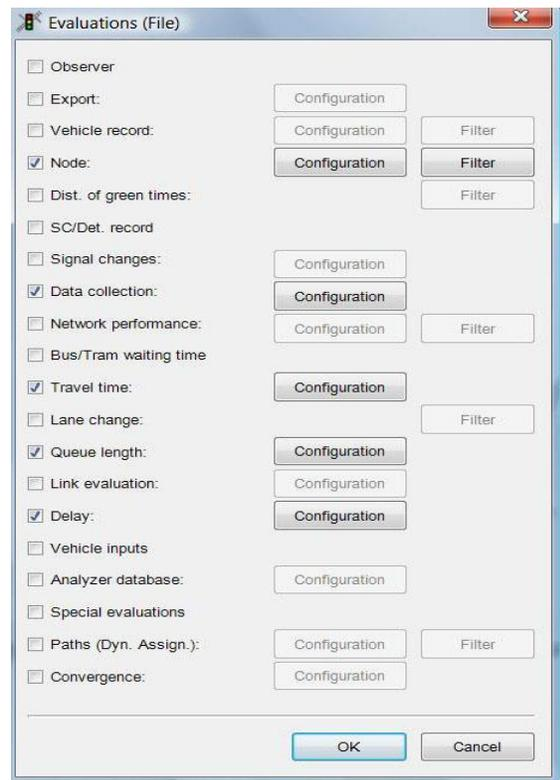 Evaluations (File)
Observer
Export: Configuration
Vehicle record: Configuration Filter
Node: Configuration Filter
Dist. of green times: Filter
SC/Det. record
Signal changes: Configuration
Data collection: Configuration
Network performance: Configuration Filter
Bus/Tram waiting time
Travel time: Configuration
Lane change: Filter
Queue length: Configuration
Link evaluation: Configuration
Delay: Configuration
Vehicle inputs
Analyzer database: Configuration
Special evaluations
Paths (Dyn. Assign.): Configuration Filter
Convergence: Configuration
OK Cancel